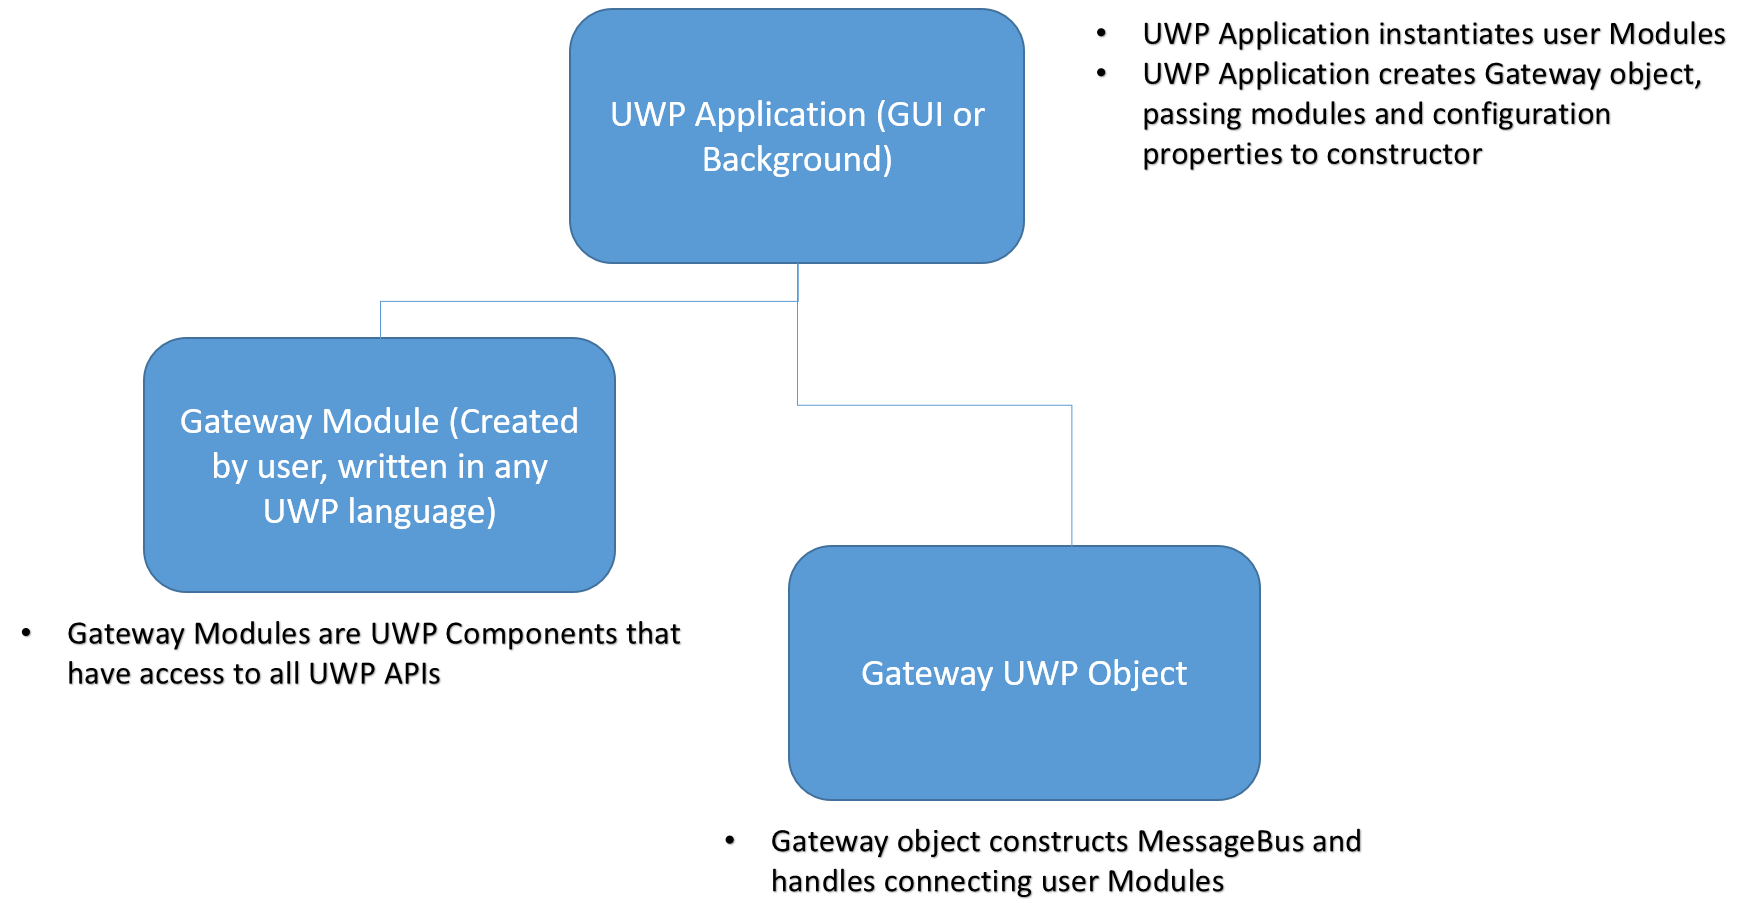 UWP Application (GUI or
Background)
• UWP Application instantiates user Modules
• UWP Application creates Gateway object,
passing modules and configuration
properties to constructor
Gateway Module (Created
by user, written in any
UWP language)
• Gateway Modules are UWP Components that
have access to all UWP APIs
Gateway UWP Object
• Gateway object constructs MessageBus and
handles connecting user Modules